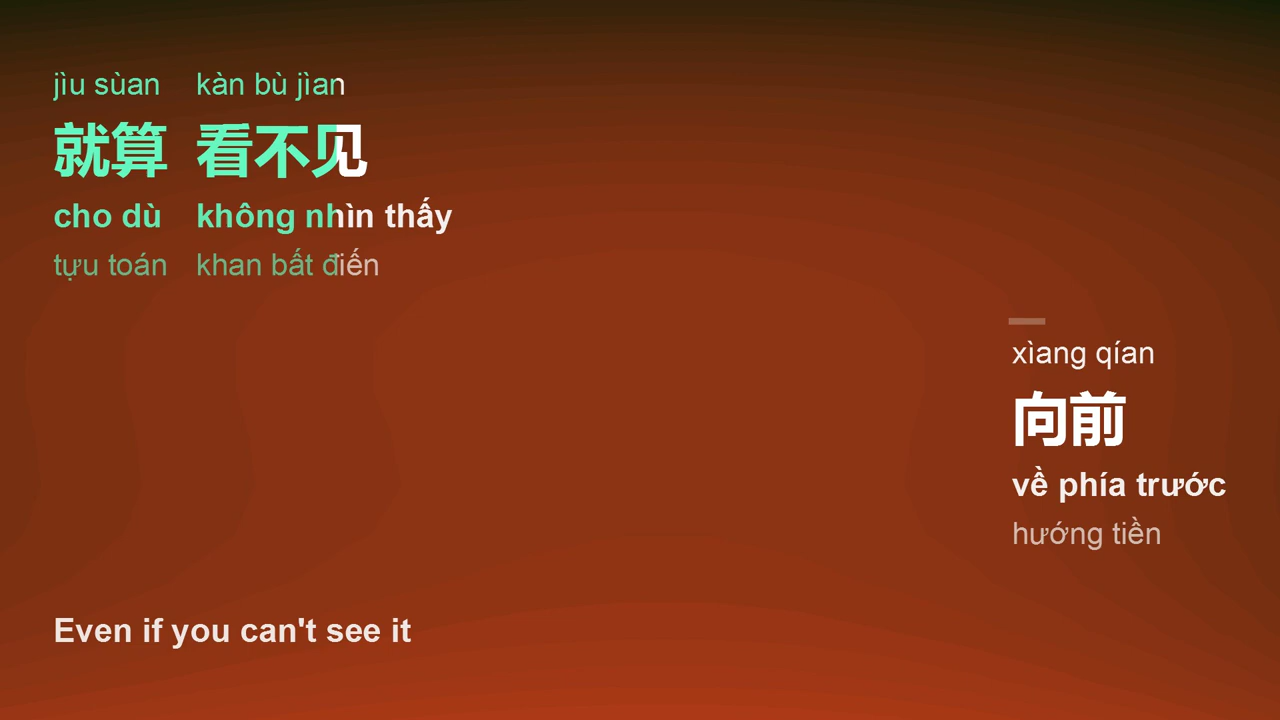 jìu sùan kàn bù jìan
就算 看不见
cho dù không nhìn thấy
tựu toán khan bất điến
xìang qían
向前
về phía trước
hướng tiền
Even if you can't see it